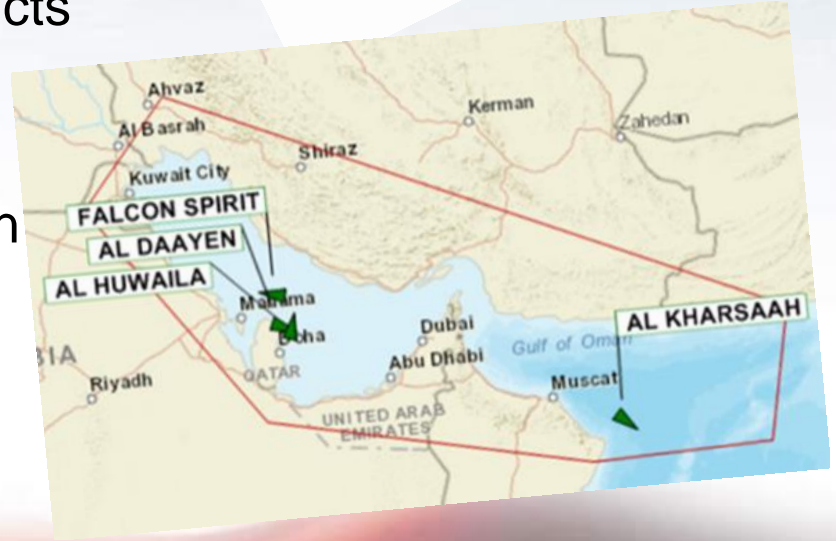 cts
n
Ahvaz
Al Basrah
Kerman
Zahedan
Shiraz
Kuwait City
FALCON SPIRIT
AL DAAYEN
AL HUWAILA
Manama
Doha
QATAR
BIA
Riyadh
Dubai
Abu Dhabi
Gulf of Oman
AL KHARSAAH
Muscat
UNITED ARAB
EMIRATES